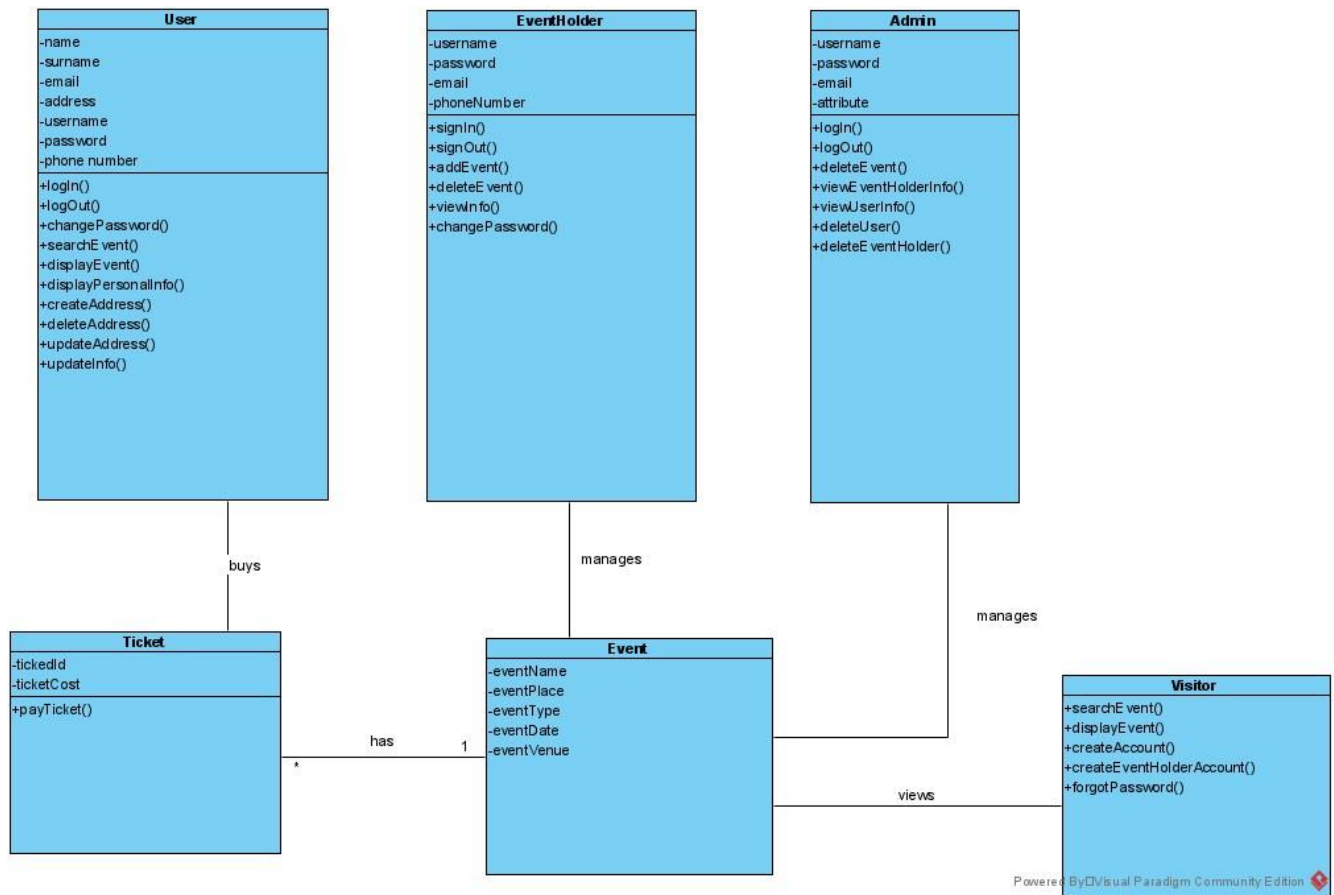 User
-name
-surname
-email
-address
-username
-password
-phone number
+logIn()
+logOut()
+changePassword()
+searchEvent()
+displayEvent()
+displayPersonalInfo()
+createAddress()
+deleteAddress()
+updateAddress()
+updateInfo()
EventHolder
-username
-password
-email
-phoneNumber
+signIn()
+signOut()
+addEvent()
+deleteEvent()
+viewInfo()
+changePassword()
Admin
-username
-password
-email
-attribute
+logIn()
+logOut()
+deleteEvent()
+viewEventHolderInfo()
+viewUserInfo()
+deleteUser()
+deleteEventHolder()
buys
manages
manages
Ticket
-tickedId
-ticketCost
+payTicket()
has
1
*
Event
-eventName
-eventPlace
-eventType
-eventDate
-eventVenue
views
Visitor
+searchEvent()
+displayEvent()
+createAccount()
+createEventHolderAccount()
+forgotPassword()
Powered By Visual Paradigm Community Edition